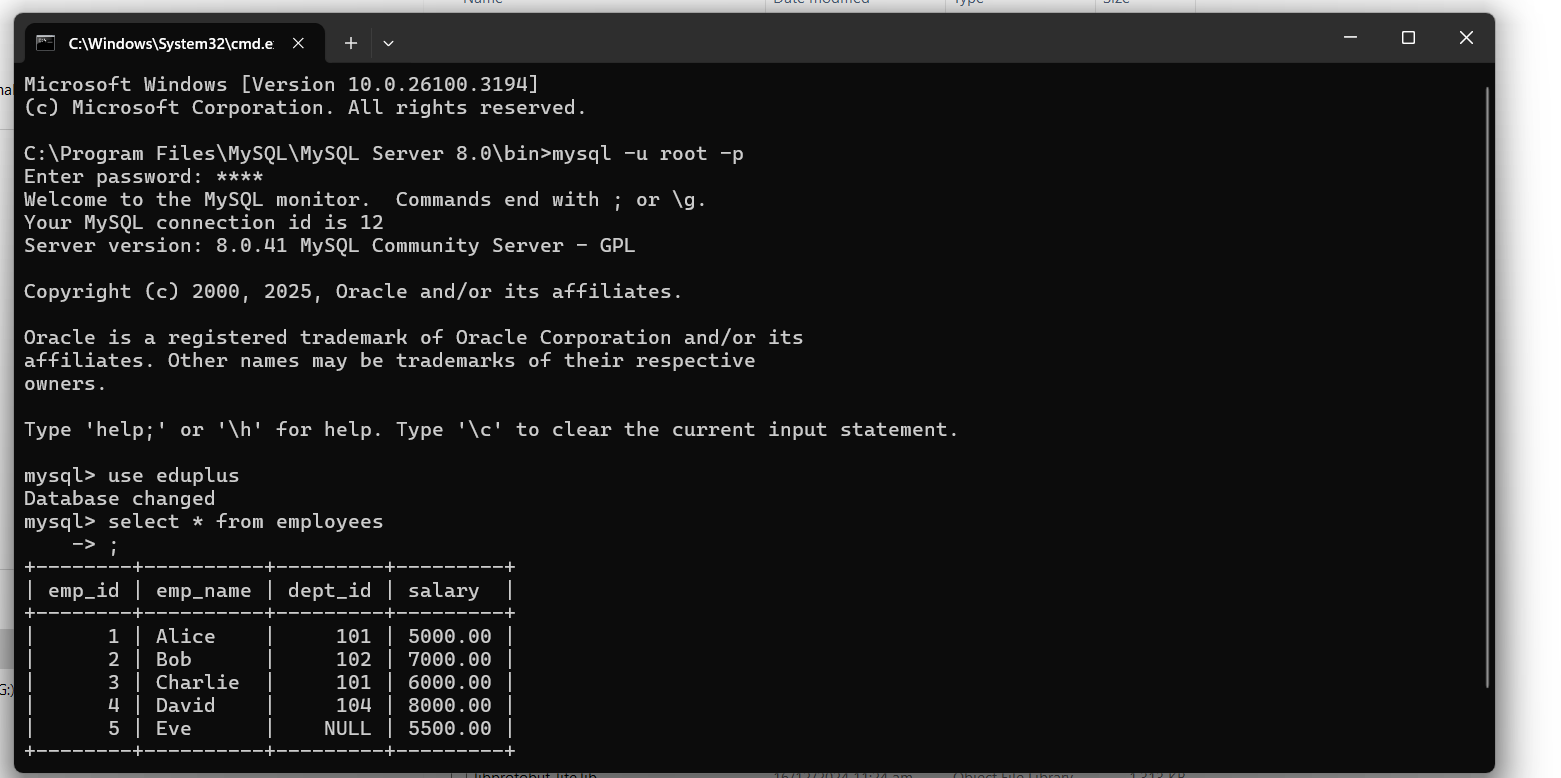 Name Date modified Type Size
C:\Windows\System32\cmd.e
Microsoft Windows [Version 10.0.26100.3194]
(c) Microsoft Corporation. All rights reserved.
C:\Program Files\MySQL\MySQL Server 8.0\bin>mysql -u root -p
Enter password: ****
Welcome to the MySQL monitor.  Commands end with ; or \g.
Your MySQL connection id is 12
Server version: 8.0.41 MySQL Community Server - GPL
Copyright (c) 2000, 2025, Oracle and/or its affiliates.
Oracle is a registered trademark of Oracle Corporation and/or its
affiliates. Other names may be trademarks of their respective
owners.
Type 'help;' or '\h' for help. Type '\c' to clear the current input statement.
mysql> use eduplus
Database changed
mysql> select * from employees
    -> ;
+--------+----------+---------+---------+
| emp_id | emp_name | dept_id | salary  |
+--------+----------+---------+---------+
|      1 | Alice    |     101 | 5000.00 |
|      2 | Bob      |     102 | 7000.00 |
|      3 | Charlie  |     101 | 6000.00 |
|      4 | David    |     104 | 8000.00 |
|      5 | Eve      |    NULL | 5500.00 |
+--------+----------+---------+---------+
G:)